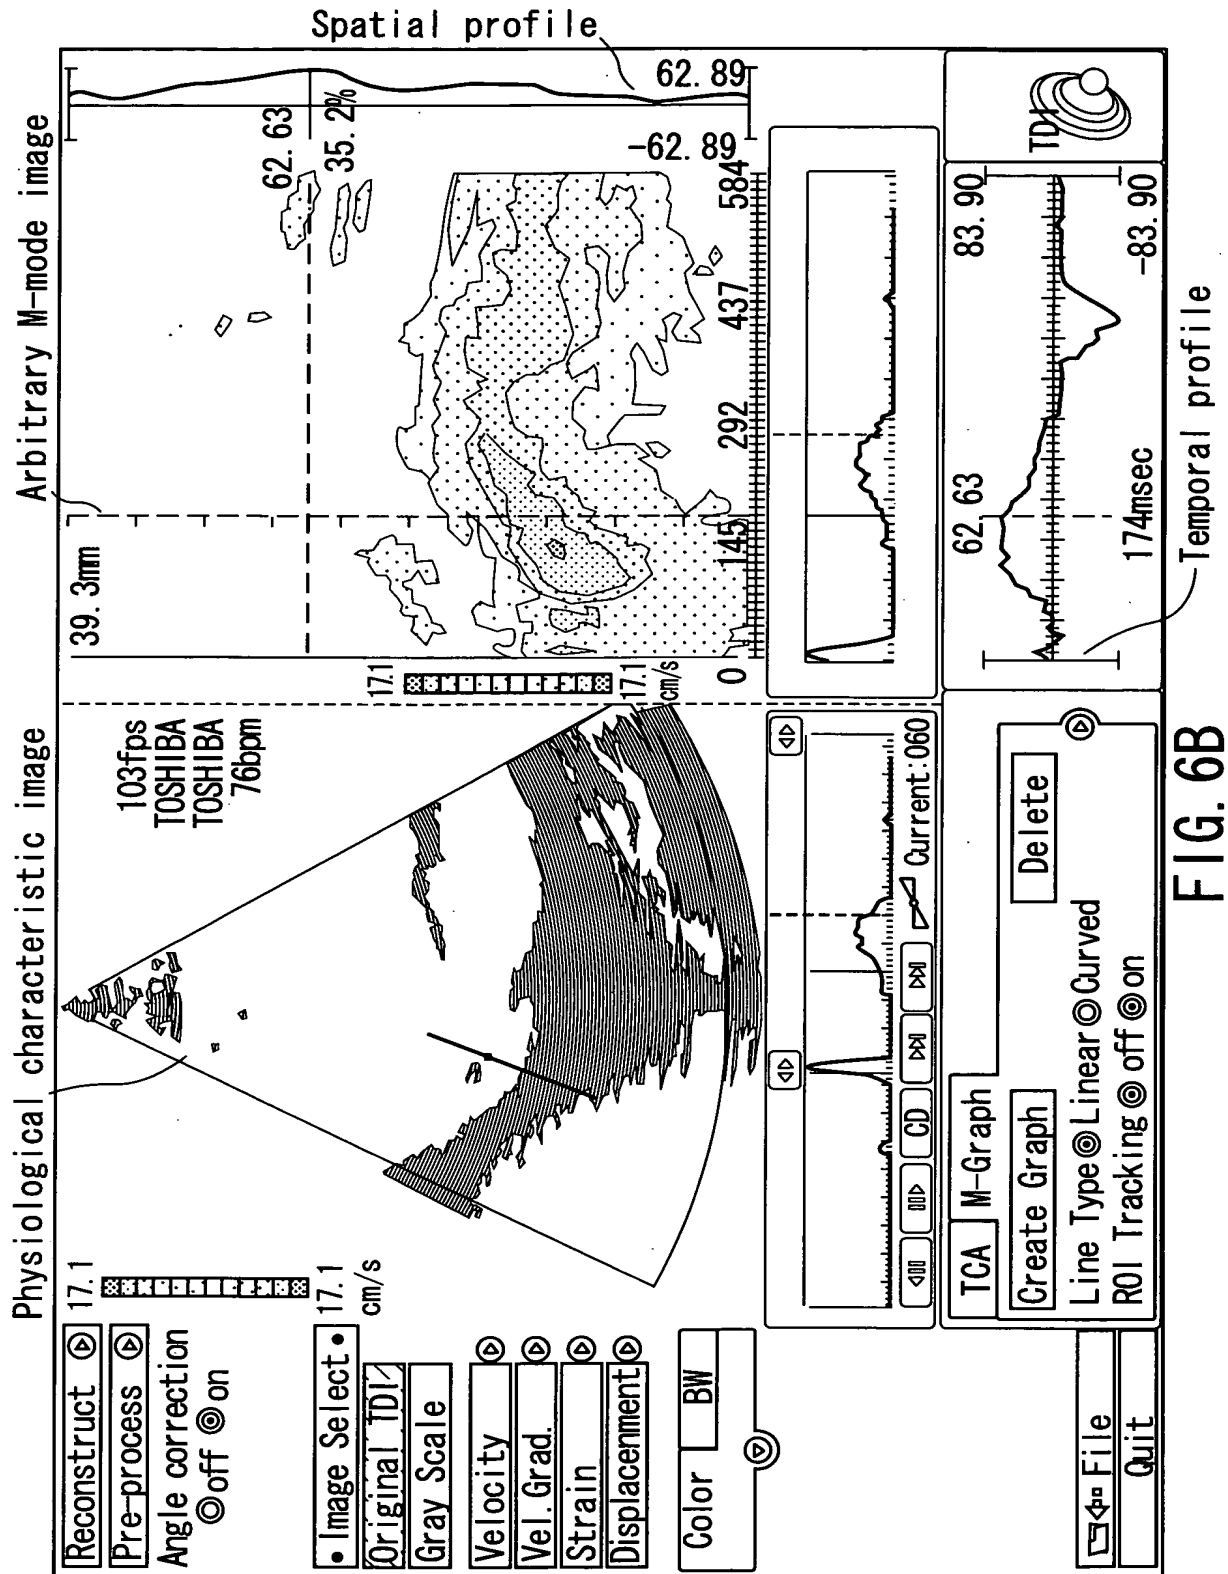 Physiological characteristic image
Arbitrary M-mode image
Spatial profile
Reconstruct
Pre-process
Angle correction
off on
• Image Select •
Original TDI
Gray Scale
Velocity
Vel. Grad.
Strain
Displacenment
Color BW
File
Quit
17.1
17.1
cm/s
103fps
TOSHIBA
TOSHIBA
76bpm
17.1
17.1
cm/s
39.3mm
62.63
35.2%
62.89
-62.89
0
145
292
437
584
CD
Current:060
TCA M-Graph
Create Graph Delete
Line Type Linear Curved
ROI Tracking off on
62.63
83.90
174msec
-83.90
TDI
Temporal profile
FIG. 6B